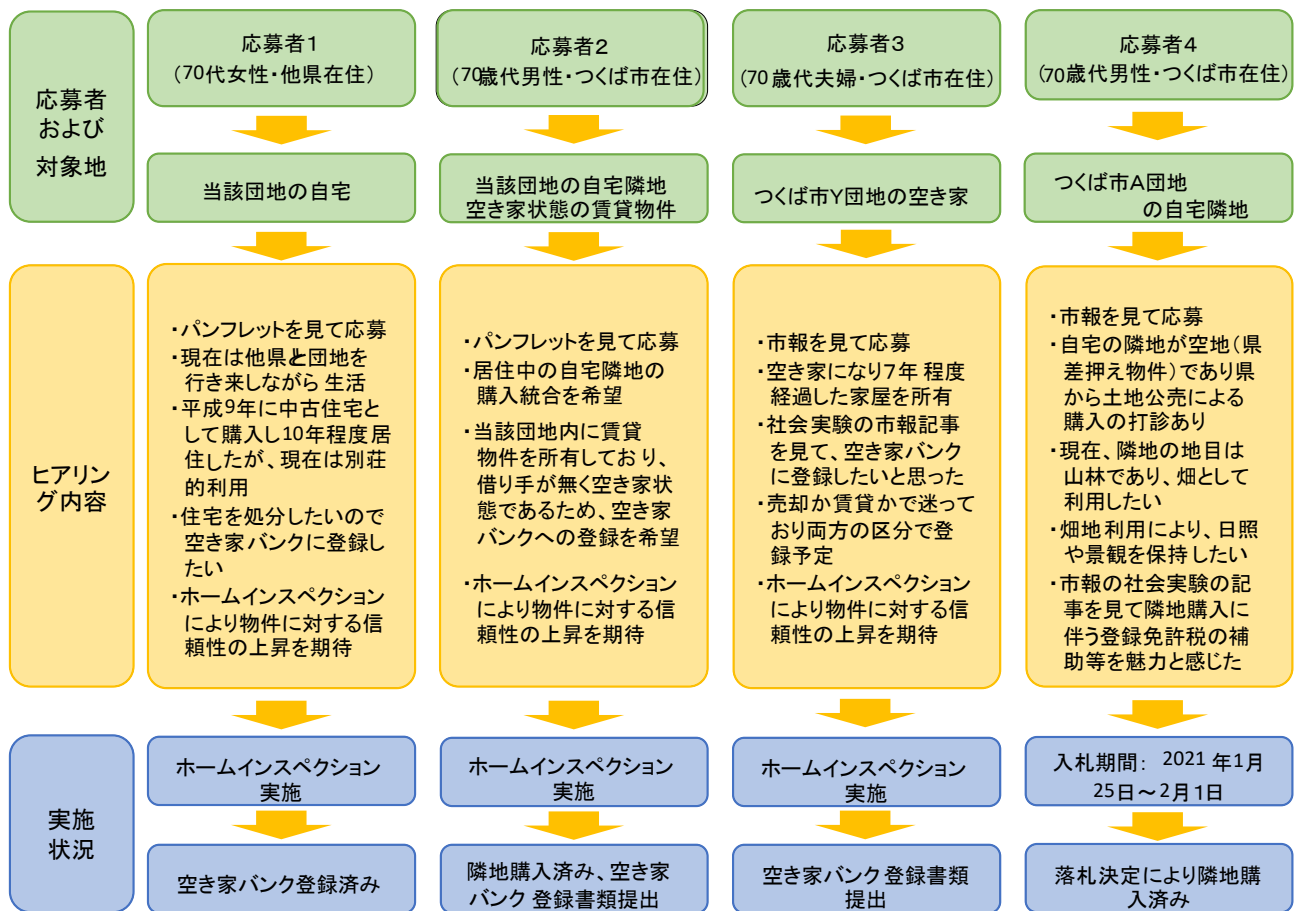 応募者
および
対象地
応募者1
(70代女性・他県在住)
当該団地の自宅
応募者2
(70歳代男性・つくば市在住)
当該団地の自宅隣地
空き家状態の賃貸物件
応募者3
(70歳代夫婦・つくば市在住)
つくば市Y団地の空き家
応募者4
(70歳代男性・つくば市在住)
つくば市A団地
の自宅隣地
ヒアリン
グ内容
・パンフレットを見て応募
・現在は他県と団地を
行き来しながら 生活
・平成9年に中古住宅と
して購入し10年程度居
住したが、現在は別荘
的利用
・住宅を処分したいので
空き家バンクに登録し
たい
・ホームインスペクション
により物件に対する信
頼性の上昇を期待
・パンフレットを見て応募
・居住中の自宅隣地の
購入統合を希望
・当該団地内に賃貸
物件を所有しており、
借り手が無く空き家状
態であるため、空き家
バンクへの登録を希望
・ホームインスペクション
により物件に対する信
頼性の上昇を期待
・市報を見て応募
・空き家になり7年 程度
経過した家屋を所有
・社会実験の市報記事
を見て、空き家バンク
に登録したいと思った
・売却か賃貸かで迷って
おり両方の区分で登
録予定
・ホームインスペクション
により物件に対する信
頼性の上昇を期待
・市報を見て応募
・自宅の隣地が空地(県
差押え物件)であり県
から土地公売による
購入の打診あり
・現在、隣地の地目は
山林であり、畑として
利用したい
・畑地利用により、日照
や景観を保持したい
・市報の社会実験の記
事を見て隣地購入に
伴う登録免許税の補
助等を魅力と感じた
実施
状況
ホームインスペクション
実施
空き家バンク登録済み
ホームインスペクション
実施
隣地購入済み、空き家
バンク 登録書類提出
ホームインスペクション
実施
空き家バンク登録書類
提出
入札期間: 2021 年1月
25日～2月1日
落札決定により隣地購
入済み